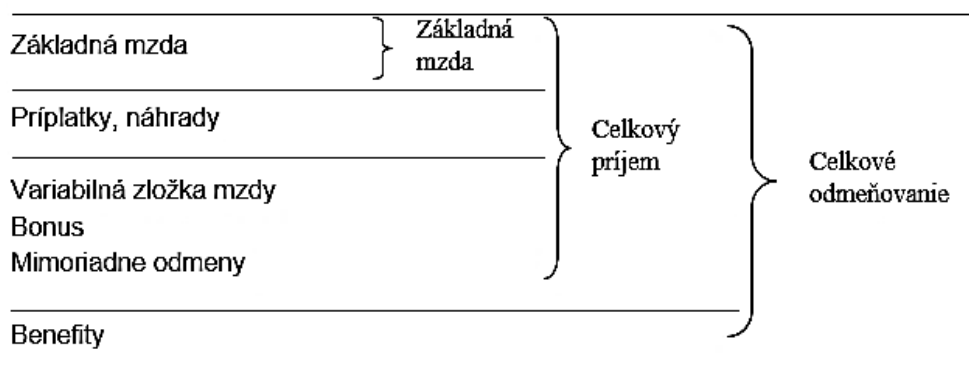 Základná mzda
Základná
mzda
Príplatky, náhrady
Celkový
príjem
Celkové
odmeňovanie
Variabilná zložka mzdy
Bonus
Mimoriadne odmeny
Benefity